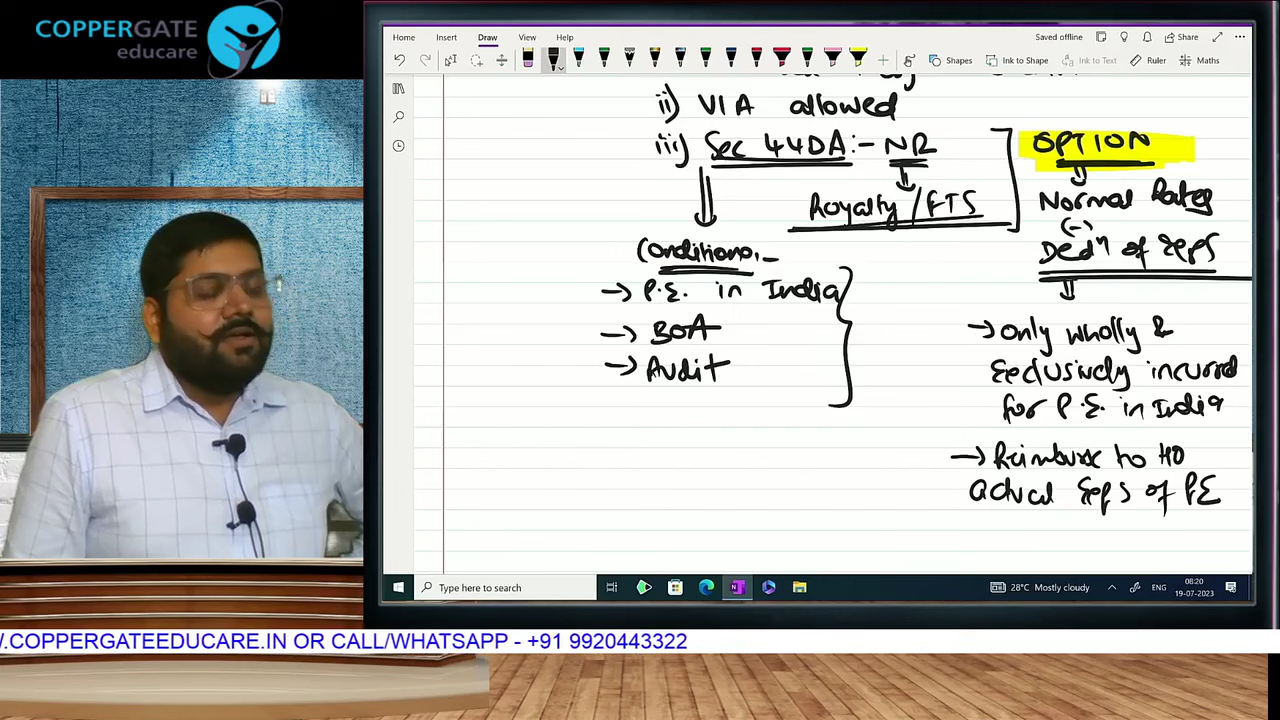 COPPERGATE
educare
Home Insert Draw View Help
Saved offline
Share
Shapes
Ink to Shape
Ink to Text
Ruler
Maths
ii) VIA allowed
iii) Sec 44DA:- NR
Royalty / FTS
OPTION
Normal Rates
(-)
Dedn of Exps
Conditions:-
→ P.E. in India
→ BOA
→ Audit
→ Only wholly &
Exclusively incurred
for P.E. in India
→ Reimburse to HO
actual Exps of PE
Type here to search
28°C Mostly cloudy
ENG
08:20
19-07-2023
.COPPERGATEEDUCARE.IN OR CALL/WHATSAPP - +91 9920443322